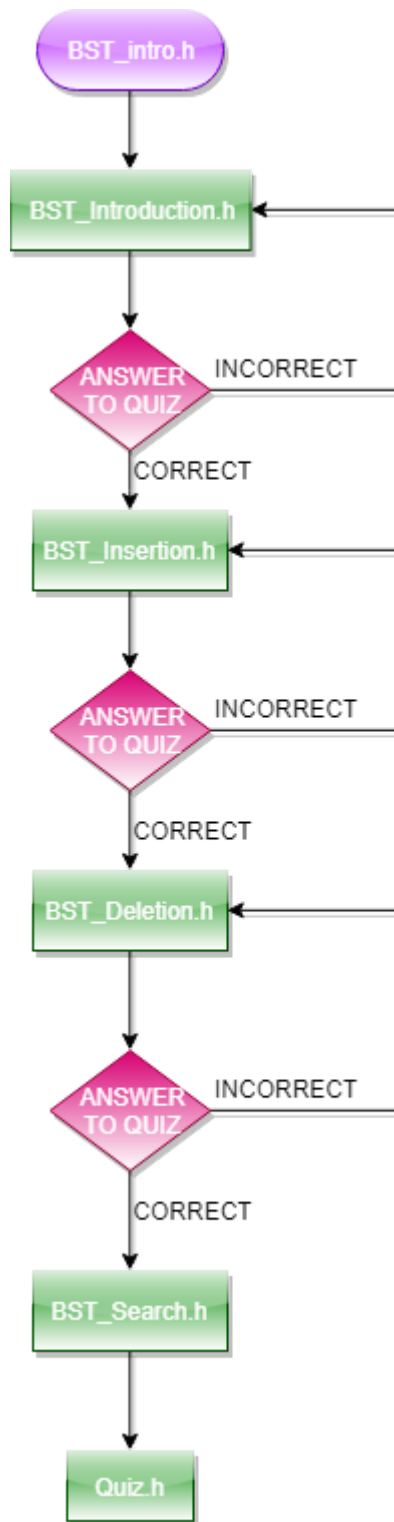 BST_intro.h
BST_Introduction.h
ANSWER
TO QUIZ
INCORRECT
CORRECT
BST_Insertion.h
ANSWER
TO QUIZ
INCORRECT
CORRECT
BST_Deletion.h
ANSWER
TO QUIZ
INCORRECT
CORRECT
BST_Search.h
Quiz.h